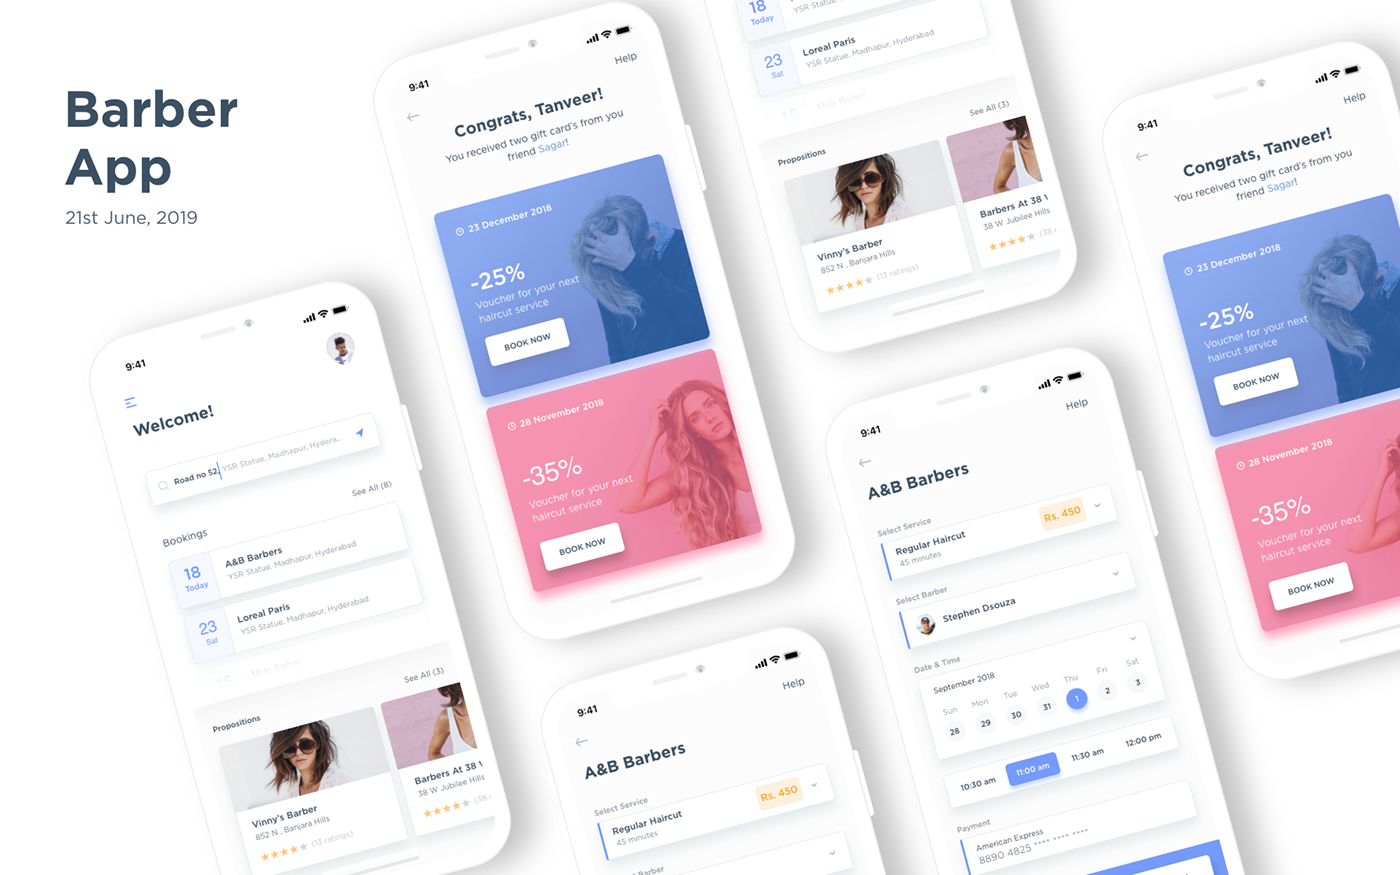 Barber
App
21st June, 2019
9:41
Welcome!
Road no 52, YSR Statue, Madhapur, Hydera..
See All (8)
Bookings
18
Today
A&B Barbers
YSR Statue, Madhapur, Hyderabad
23
Sat
Loreal Paris
YSR Statue, Madhapur, Hyderabad
15
Male Barber
See All (3)
Propositions
Vinny's Barber
852 N , Banjara Hills
(13 ratings)
Barbers At 38
38 W Jubilee Hills
(38
9:41
Help
Congrats, Tanveer!
You received two gift card's from you
friend Sagar!
23 December 2018
-25%
Voucher for your next
haircut service
BOOK NOW
28 November 2018
-35%
Voucher for your next
haircut service
BOOK NOW
9:41
Help
A&B Barbers
Select Service
Regular Haircut
45 minutes
Rs. 450
Barber
18
Today
23
Sat
Loreal Paris
YSR Statue, Madhapur, Hyderabad
15
Male Barber
See All (3)
Propositions
Vinny's Barber
852 N , Banjara Hills
(13 ratings)
Barbers At 38
38 W Jubilee Hills
(38
9:41
Help
A&B Barbers
Select Service
Regular Haircut
45 minutes
Rs. 450
Select Barber
Stephen Dsouza
Date & Time
September 2018
Sun Mon Tue Wed Thu Fri Sat
28 29 30 31 1 2 3
10:30 am 11:00 am 11:30 am 12:00 pm
Payment
American Express
8890 4825 •••• •••• ••••
9:41
Help
Congrats, Tanveer!
You received two gift card's from you
friend Sagar!
23 December 2018
-25%
Voucher for your next
haircut service
BOOK NOW
28 November 2018
-35%
Voucher for your next
haircut service
BOOK NOW